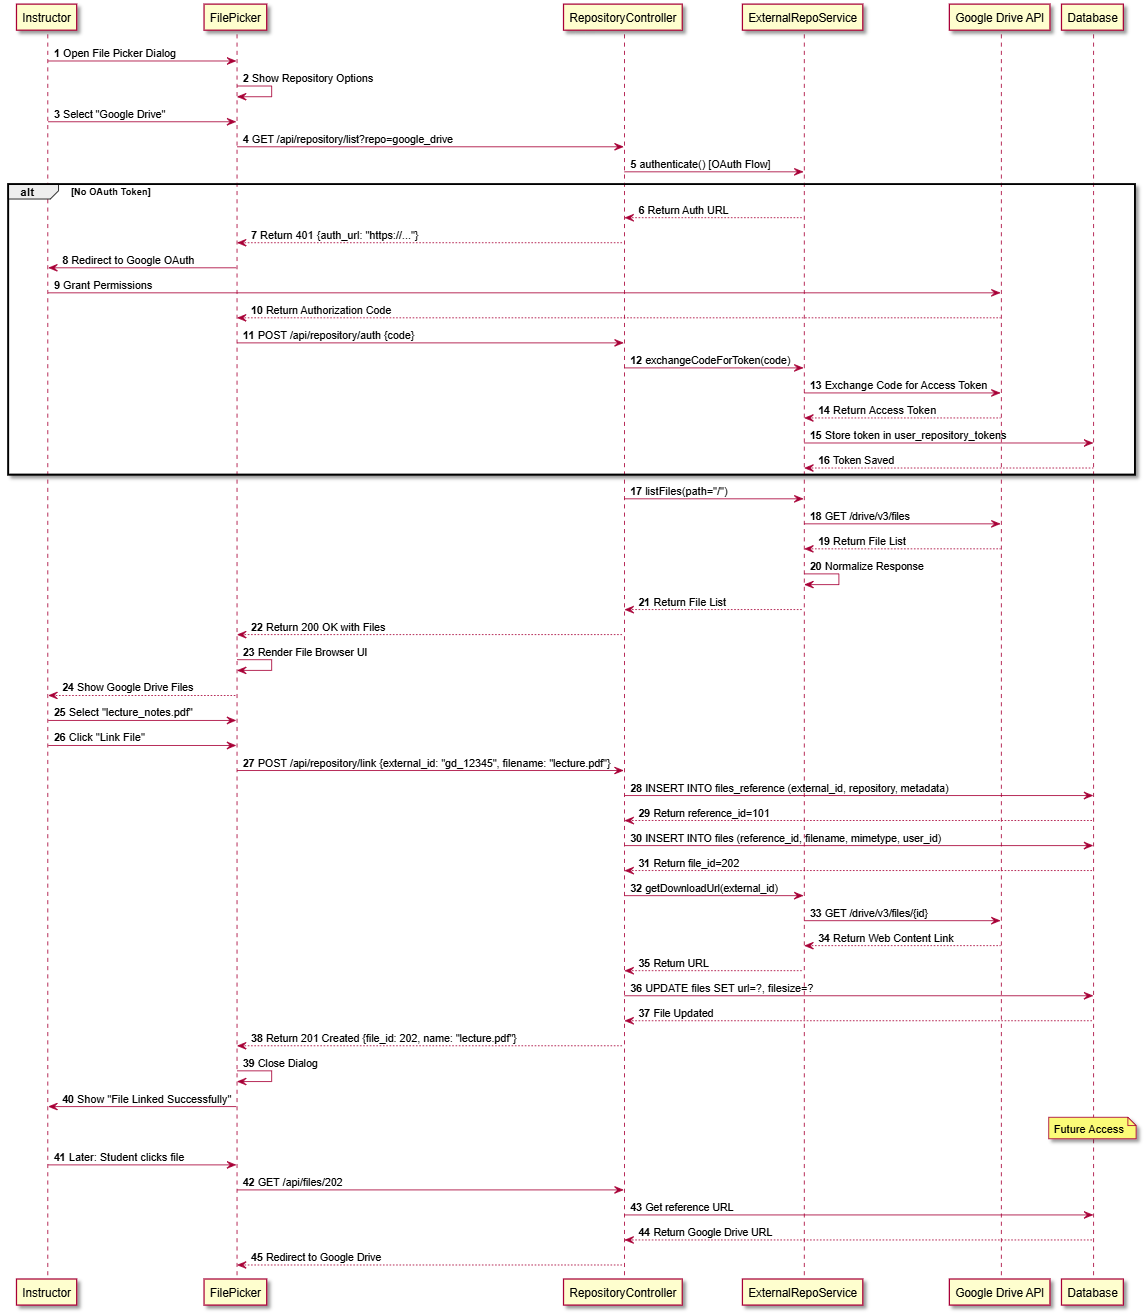 Instructor
FilePicker
RepositoryController
ExternalRepoService
Google Drive API
Database
1 Open File Picker Dialog
2 Show Repository Options
3 Select "Google Drive"
4 GET /api/repository/list?repo=google_drive
5 authenticate() [OAuth Flow]
alt
[No OAuth Token]
6 Return Auth URL
7 Return 401 {auth_url: "https://..."}
8 Redirect to Google OAuth
9 Grant Permissions
10 Return Authorization Code
11 POST /api/repository/auth {code}
12 exchangeCodeForToken(code)
13 Exchange Code for Access Token
14 Return Access Token
15 Store token in user_repository_tokens
16 Token Saved
17 listFiles(path="/")
18 GET /drive/v3/files
19 Return File List
20 Normalize Response
21 Return File List
22 Return 200 OK with Files
23 Render File Browser UI
24 Show Google Drive Files
25 Select "lecture_notes.pdf"
26 Click "Link File"
27 POST /api/repository/link {external_id: "gd_12345", filename: "lecture.pdf"}
28 INSERT INTO files_reference (external_id, repository, metadata)
29 Return reference_id=101
30 INSERT INTO files (reference_id, filename, mimetype, user_id)
31 Return file_id=202
32 getDownloadUrl(external_id)
33 GET /drive/v3/files/{id}
34 Return Web Content Link
35 Return URL
36 UPDATE files SET url=?, filesize=?
37 File Updated
38 Return 201 Created {file_id: 202, name: "lecture.pdf"}
39 Close Dialog
40 Show "File Linked Successfully"
Future Access
41 Later: Student clicks file
42 GET /api/files/202
43 Get reference URL
44 Return Google Drive URL
45 Redirect to Google Drive
Instructor
FilePicker
RepositoryController
ExternalRepoService
Google Drive API
Database